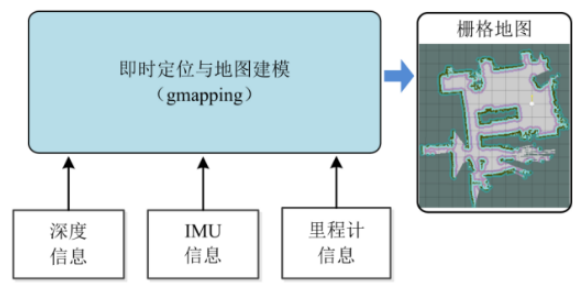 即时定位与地图建模
（gmapping）
栅格地图
深度
信息
IMU
信息
里程计
信息